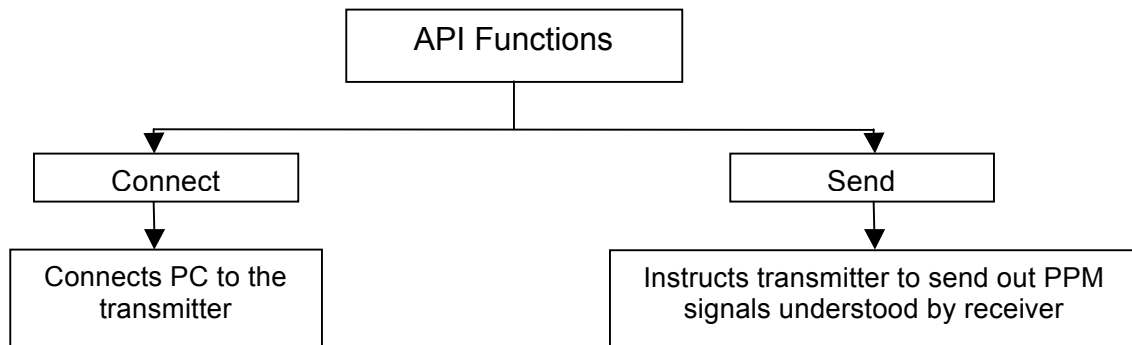 API Functions
Connect
Send
Connects PC to the
transmitter
Instructs transmitter to send out PPM
signals understood by receiver